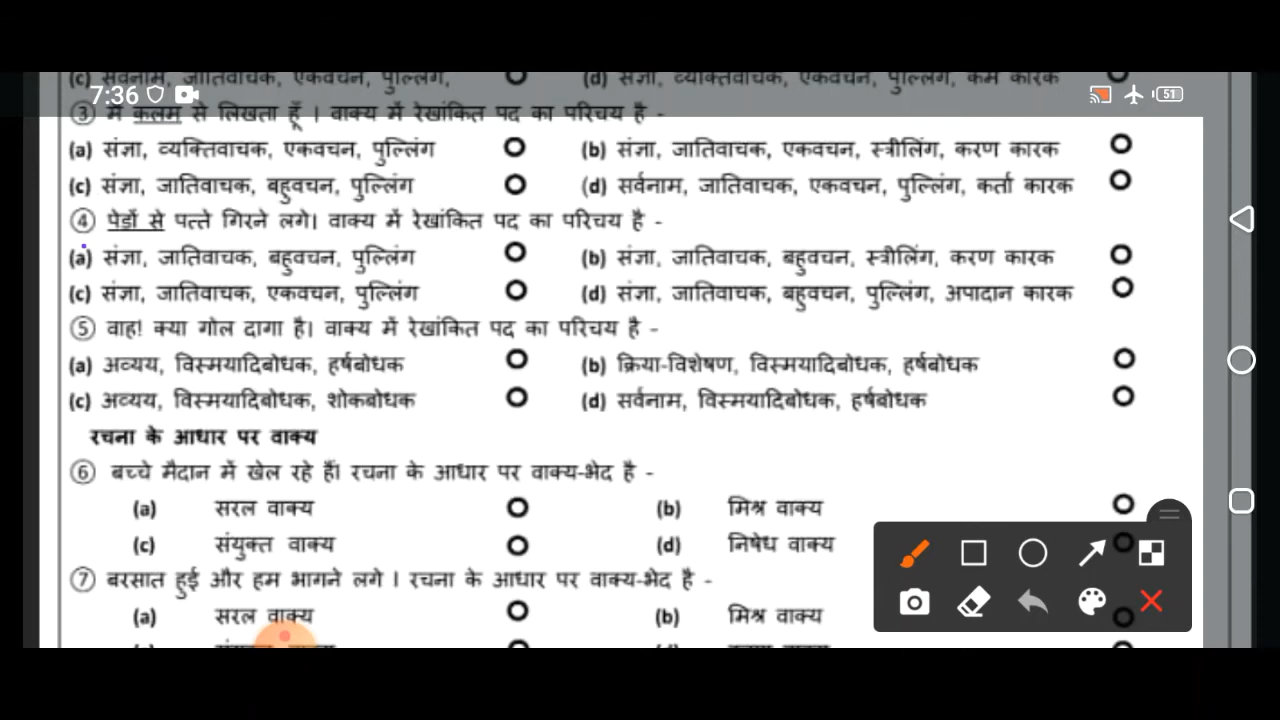 (c) सर्वनाम, जातिवाचक, एकवचन, पुल्लिंग, (d) संज्ञा, व्यक्तिवाचक, एकवचन, पुल्लिंग, कर्म कारक
7:36 51
③ मैं कलम से लिखता हूँ । वाक्य में रेखांकित पद का परिचय है -
(a) संज्ञा, व्यक्तिवाचक, एकवचन, पुल्लिंग (b) संज्ञा, जातिवाचक, एकवचन, स्त्रीलिंग, करण कारक
(c) संज्ञा, जातिवाचक, बहुवचन, पुल्लिंग (d) सर्वनाम, जातिवाचक, एकवचन, पुल्लिंग, कर्ता कारक
④ पेड़ों से पत्ते गिरने लगे। वाक्य में रेखांकित पद का परिचय है -
(a) संज्ञा, जातिवाचक, बहुवचन, पुल्लिंग (b) संज्ञा, जातिवाचक, बहुवचन, स्त्रीलिंग, करण कारक
(c) संज्ञा, जातिवाचक, एकवचन, पुल्लिंग (d) संज्ञा, जातिवाचक, बहुवचन, पुल्लिंग, अपादान कारक
⑤ वाह! क्या गोल दागा है। वाक्य में रेखांकित पद का परिचय है -
(a) अव्यय, विस्मयादिबोधक, हर्षबोधक (b) क्रिया-विशेषण, विस्मयादिबोधक, हर्षबोधक
(c) अव्यय, विस्मयादिबोधक, शोकबोधक (d) सर्वनाम, विस्मयादिबोधक, हर्षबोधक
रचना के आधार पर वाक्य
⑥ बच्चे मैदान में खेल रहे हैं। रचना के आधार पर वाक्य-भेद है -
(a) सरल वाक्य (b) मिश्र वाक्य
(c) संयुक्त वाक्य (d) निषेध वाक्य
⑦ बरसात हुई और हम भागने लगे । रचना के आधार पर वाक्य-भेद है -
(a) सरल वाक्य (b) मिश्र वाक्य